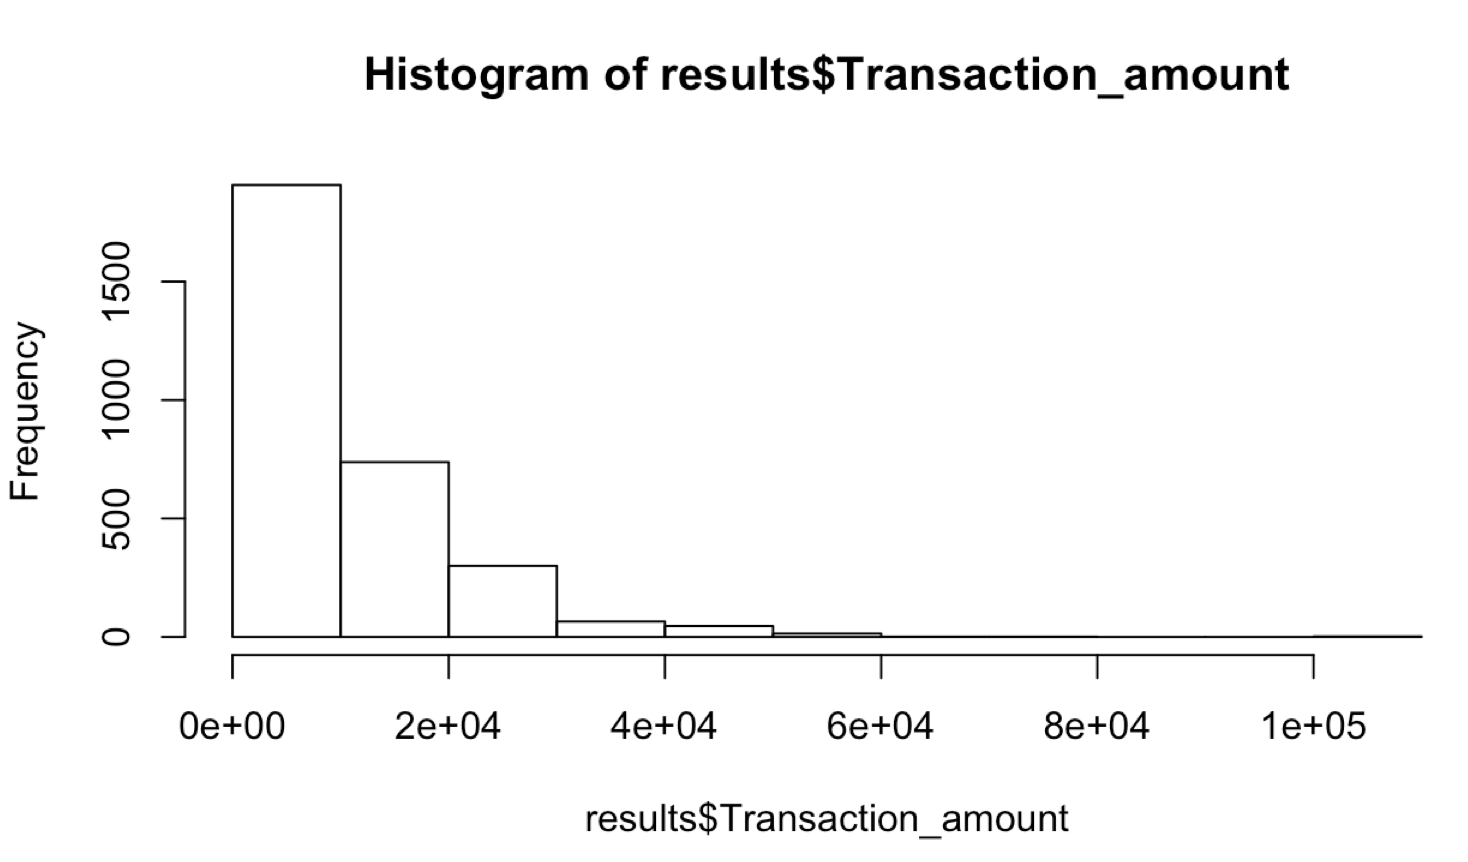 Histogram of results$Transaction_amount
Frequency
1500
1000
500
0
0e+00 2e+04 4e+04 6e+04 8e+04 1e+05
results$Transaction_amount